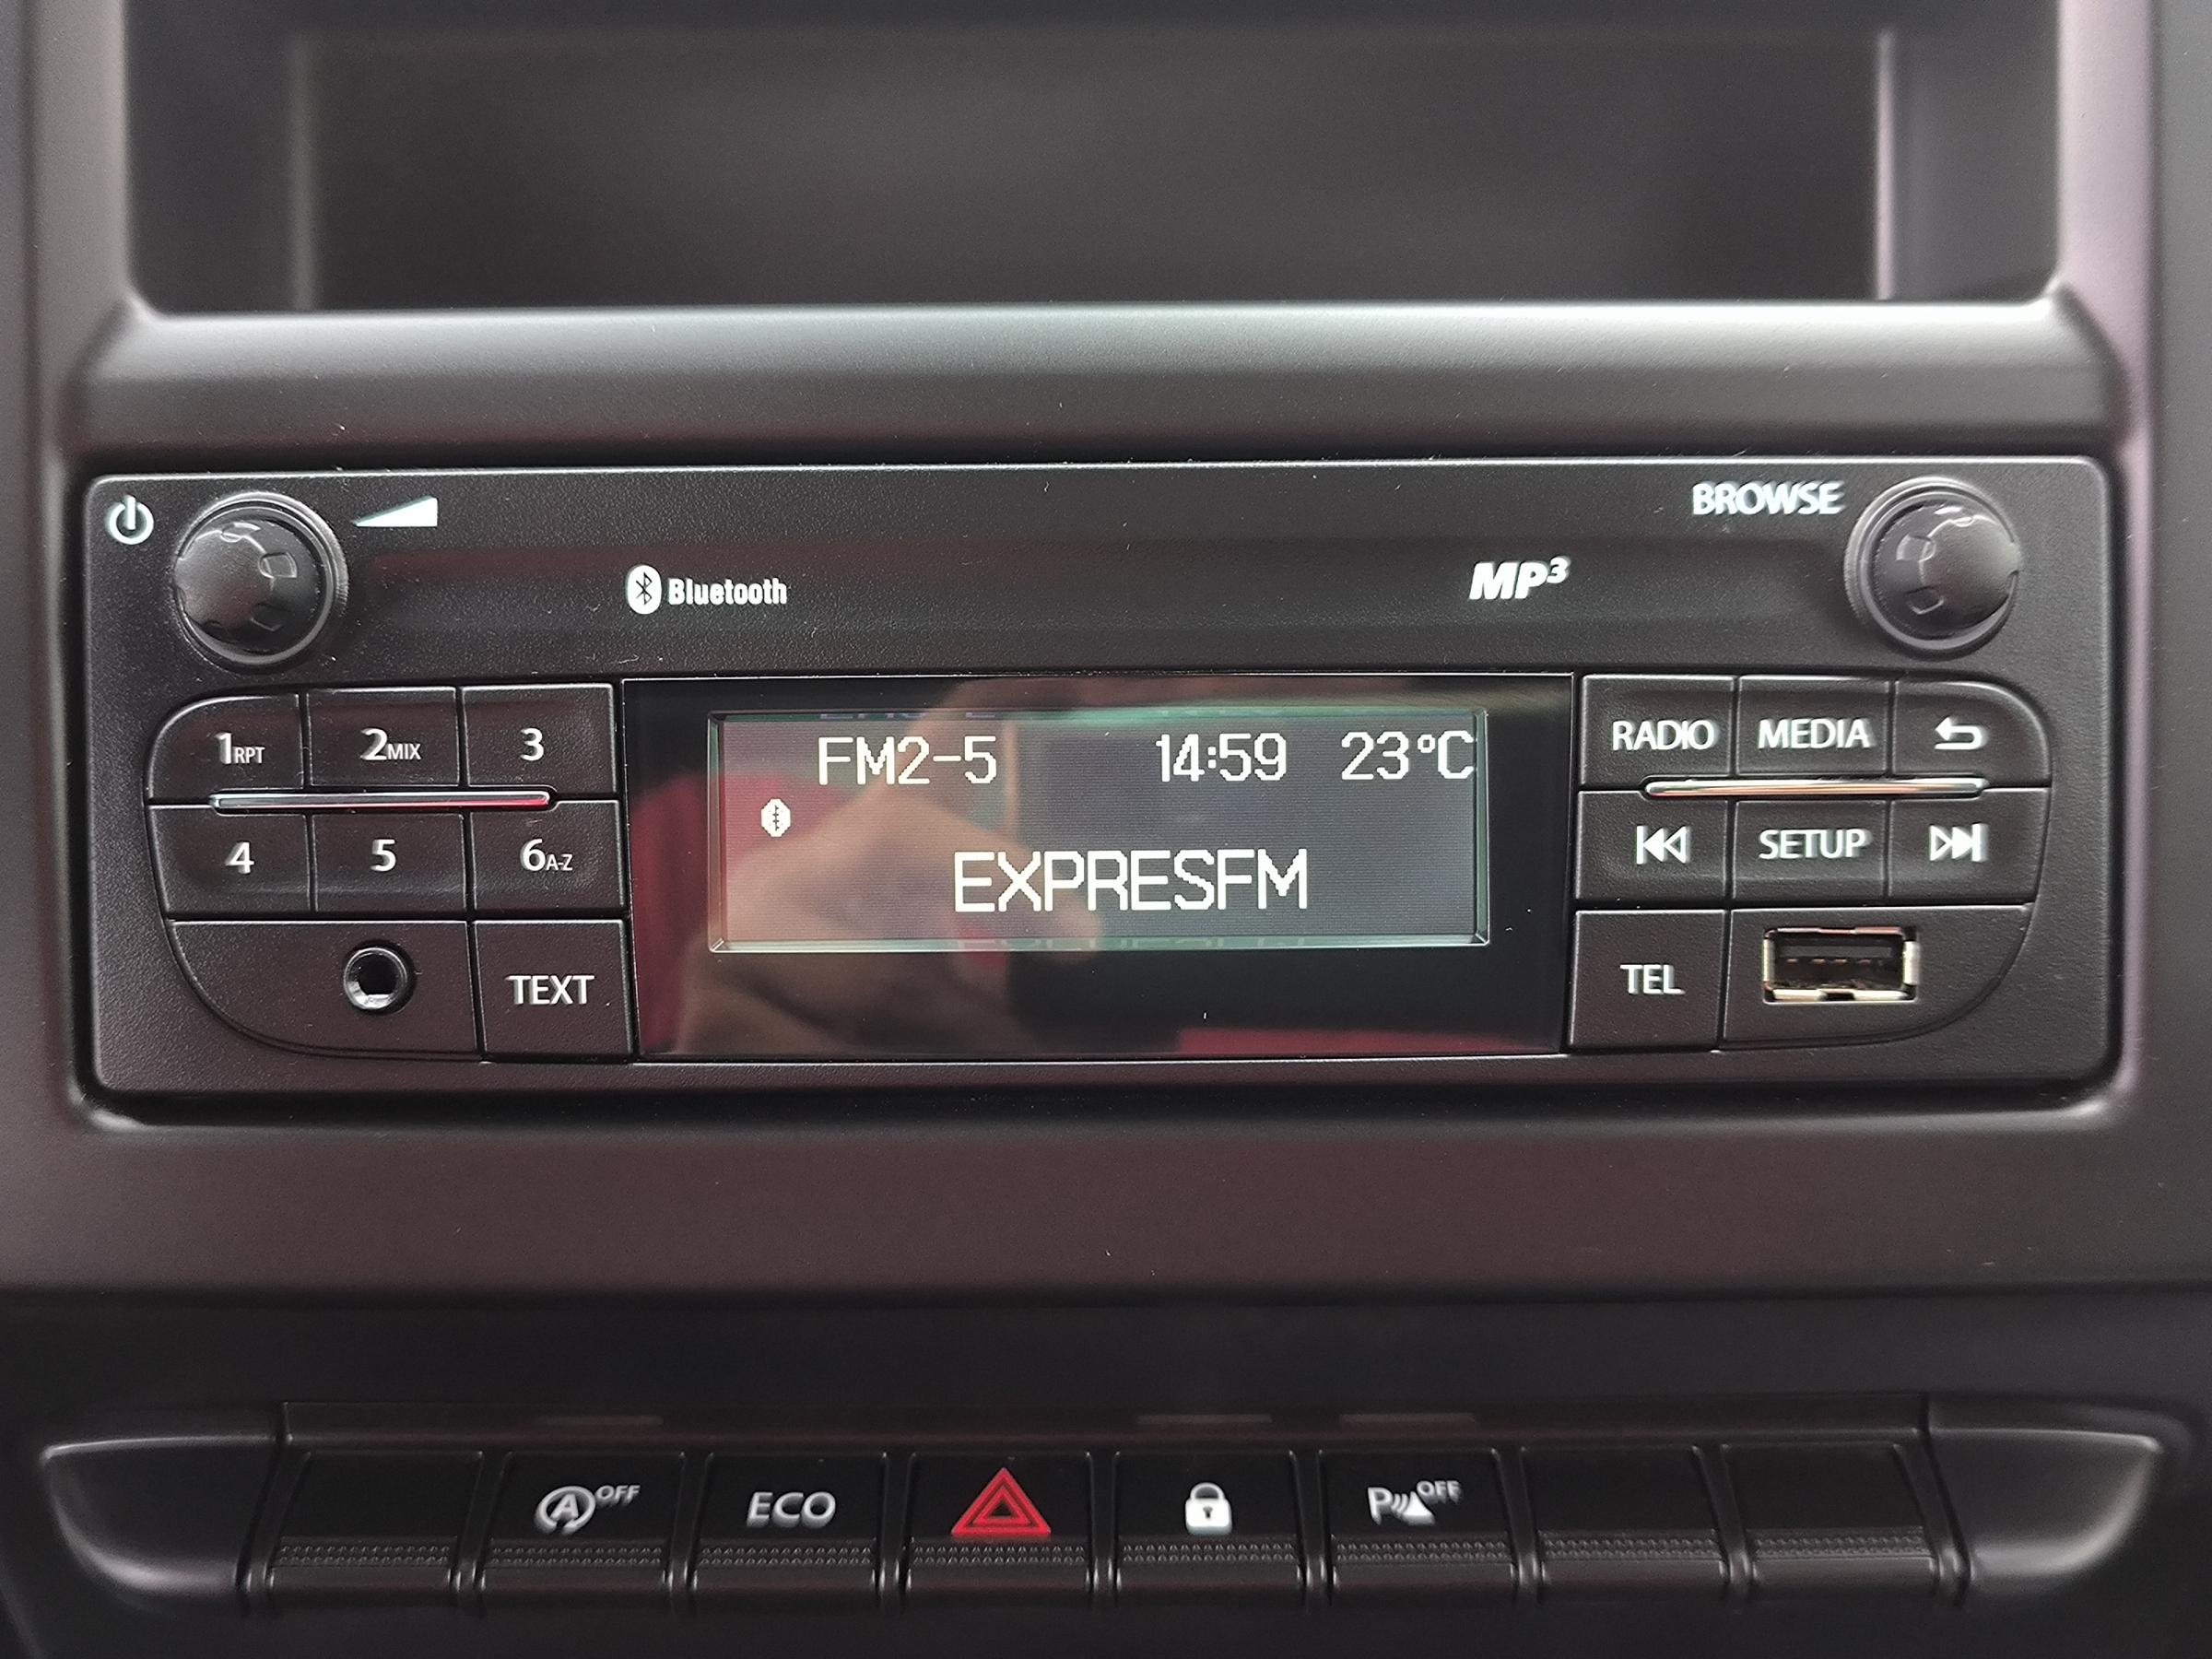 BROWSE
Bluetooth
MP3
1RPT 2MIX 3
FM2-5 14:59 23°C
RADIO MEDIA
4 5 6A-Z
EXPRESFM
SETUP
TEXT
TEL
A OFF
ECO
P OFF